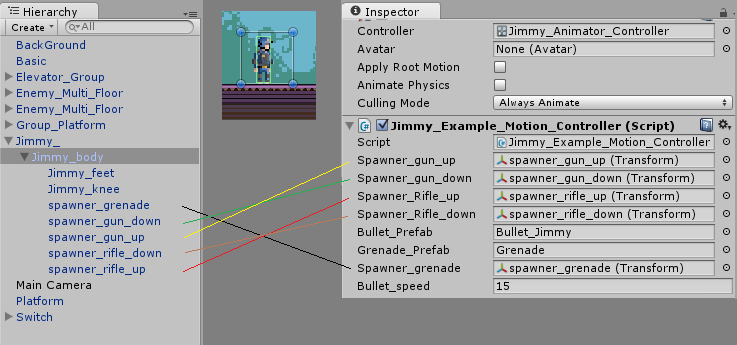 Hierarchy
Create
All
BackGround
Basic
Elevator_Group
Enemy_Multi_Floor
Enemy_Multi_Floor
Group_Platform
Jimmy_
Jimmy_body
Jimmy_feet
Jimmy_knee
spawner_grenade
spawner_gun_down
spawner_gun_up
spawner_rifle_down
spawner_rifle_up
Main Camera
Platform
Switch
Inspector
Controller Jimmy_Animator_Controller
Avatar None (Avatar)
Apply Root Motion
Animate Physics
Culling Mode Always Animate
Jimmy_Example_Motion_Controller (Script)
Script Jimmy_Example_Motion_Controller
Spawner_gun_up spawner_gun_up (Transform)
Spawner_gun_down spawner_gun_down (Transform)
Spawner_Rifle_up spawner_rifle_up (Transform)
Spawner_Rifle_down spawner_rifle_down (Transform)
Bullet_Prefab Bullet_Jimmy
Grenade_Prefab Grenade
Spawner_grenade spawner_grenade (Transform)
Bullet_speed 15